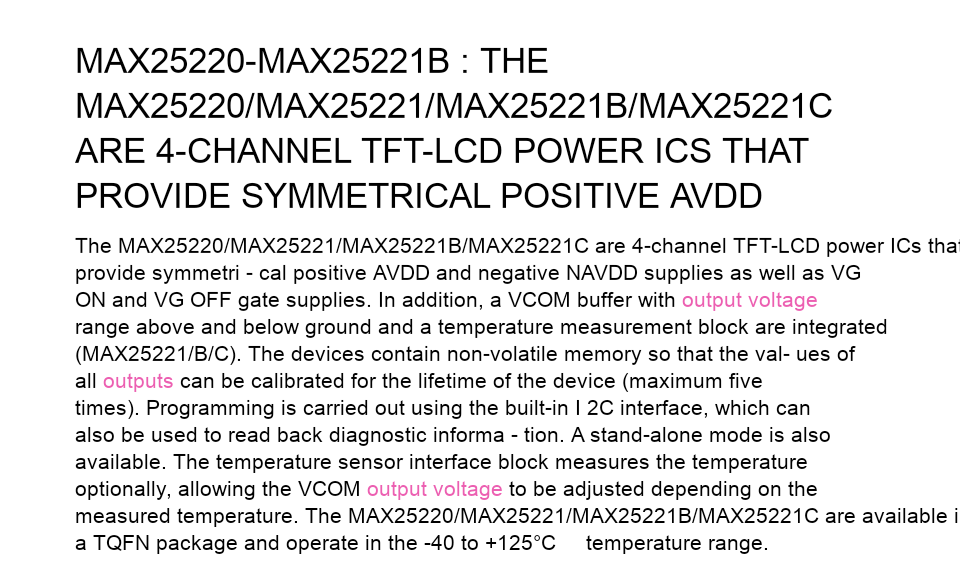 MAX25220-MAX25221B : THE
MAX25220/MAX25221/MAX25221B/MAX25221C
ARE 4-CHANNEL TFT-LCD POWER ICS THAT
PROVIDE SYMMETRICAL POSITIVE AVDD
The MAX25220/MAX25221/MAX25221B/MAX25221C are 4-channel TFT-LCD power ICs that
provide symmetri - cal positive AVDD and negative NAVDD supplies as well as VG
ON and VG OFF gate supplies. In addition, a VCOM buffer with output voltage
range above and below ground and a temperature measurement block are integrated
(MAX25221/B/C). The devices contain non-volatile memory so that the val- ues of
all outputs can be calibrated for the lifetime of the device (maximum five
times). Programming is carried out using the built-in I 2C interface, which can
also be used to read back diagnostic informa - tion. A stand-alone mode is also
available. The temperature sensor interface block measures the temperature
optionally, allowing the VCOM output voltage to be adjusted depending on the
measured temperature. The MAX25220/MAX25221/MAX25221B/MAX25221C are available i
a TQFN package and operate in the -40 to +125°C temperature range.